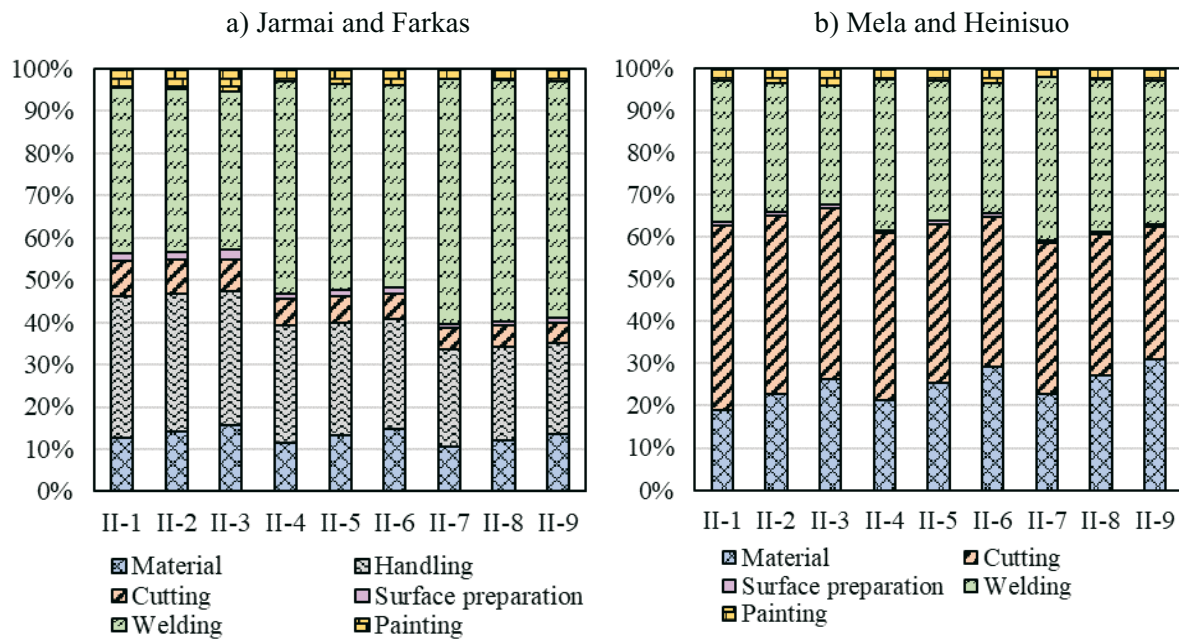 a) Jarmai and Farkas
100%
90%
80%
70%
60%
50%
40%
30%
20%
10%
0%
II-1 II-2 II-3 II-4 II-5 II-6 II-7 II-8 II-9
Material Handling
Cutting Surface preparation
Welding Painting
b) Mela and Heinisuo
100%
90%
80%
70%
60%
50%
40%
30%
20%
10%
0%
II-1 II-2 II-3 II-4 II-5 II-6 II-7 II-8 II-9
Material Cutting
Surface preparation Welding
Painting